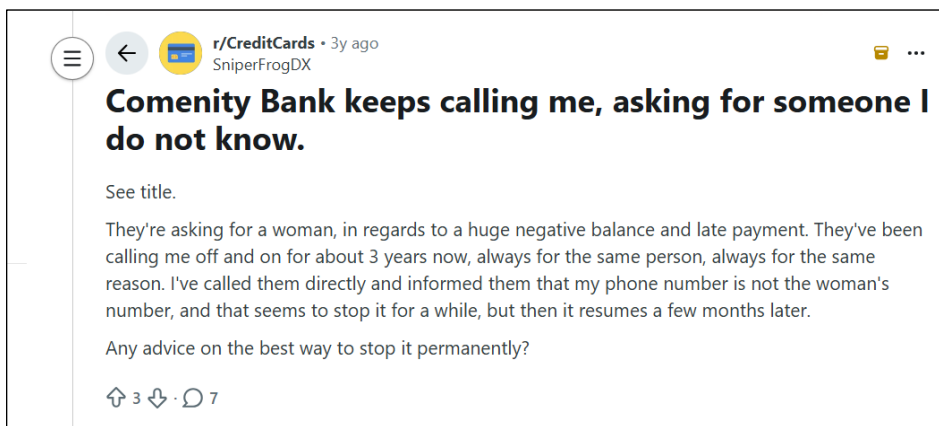 r/CreditCards • 3y ago
SniperFrogDX
Comenity Bank keeps calling me, asking for someone I
do not know.
See title.
They're asking for a woman, in regards to a huge negative balance and late payment. They've been
calling me off and on for about 3 years now, always for the same person, always for the same
reason. I've called them directly and informed them that my phone number is not the woman's
number, and that seems to stop it for a while, but then it resumes a few months later.
Any advice on the best way to stop it permanently?
3 · 7